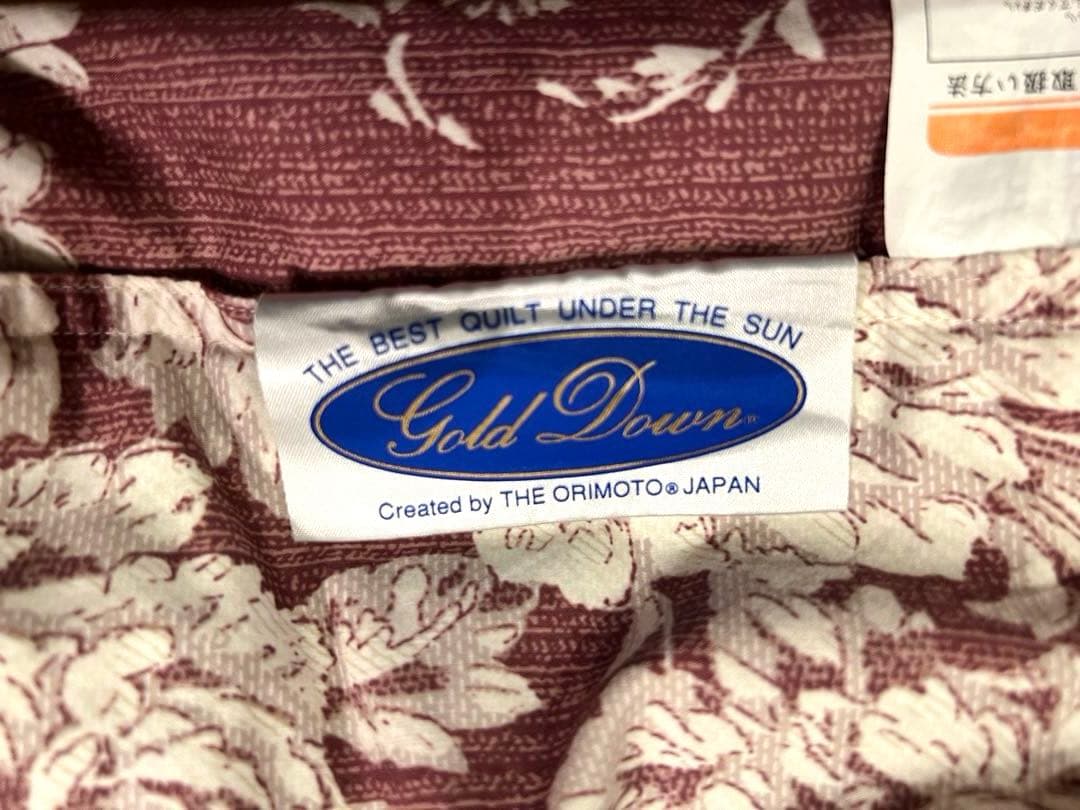 THE BEST QUILT UNDER THE SUN
Gold Down
Created by THE ORIMOTO® JAPAN
取扱い方法